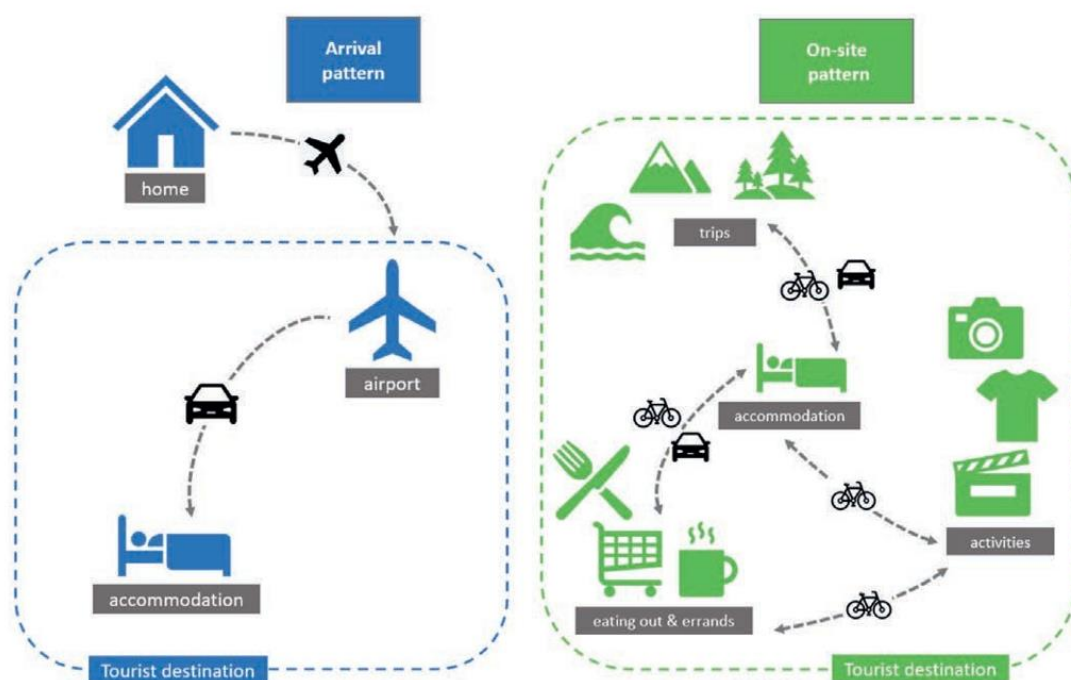 Arrival
pattern
home
airport
accommodation
Tourist destination
On-site
pattern
trips
accommodation
activities
eating out & errands
Tourist destination